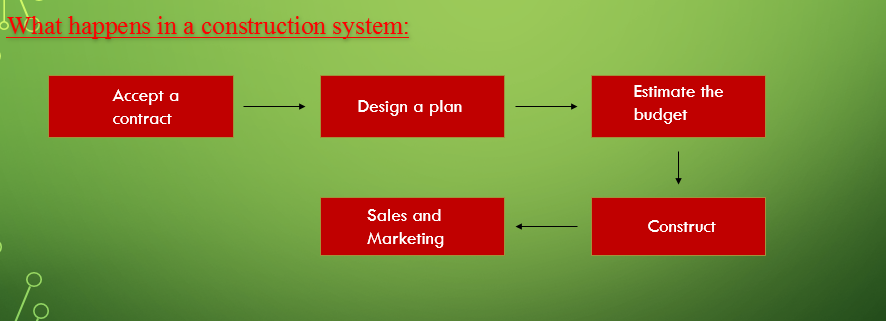 What happens in a construction system:
Accept a
contract
Design a plan
Estimate the
budget
Construct
Sales and
Marketing